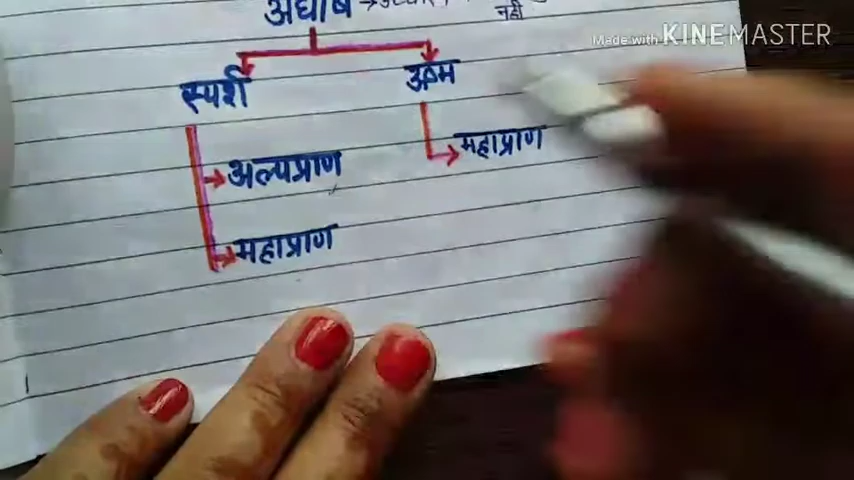 Made with KINEMASTER
अघोष →
नहीं
स्पर्श ऊष्म
अल्पप्राण महाप्राण
महाप्राण